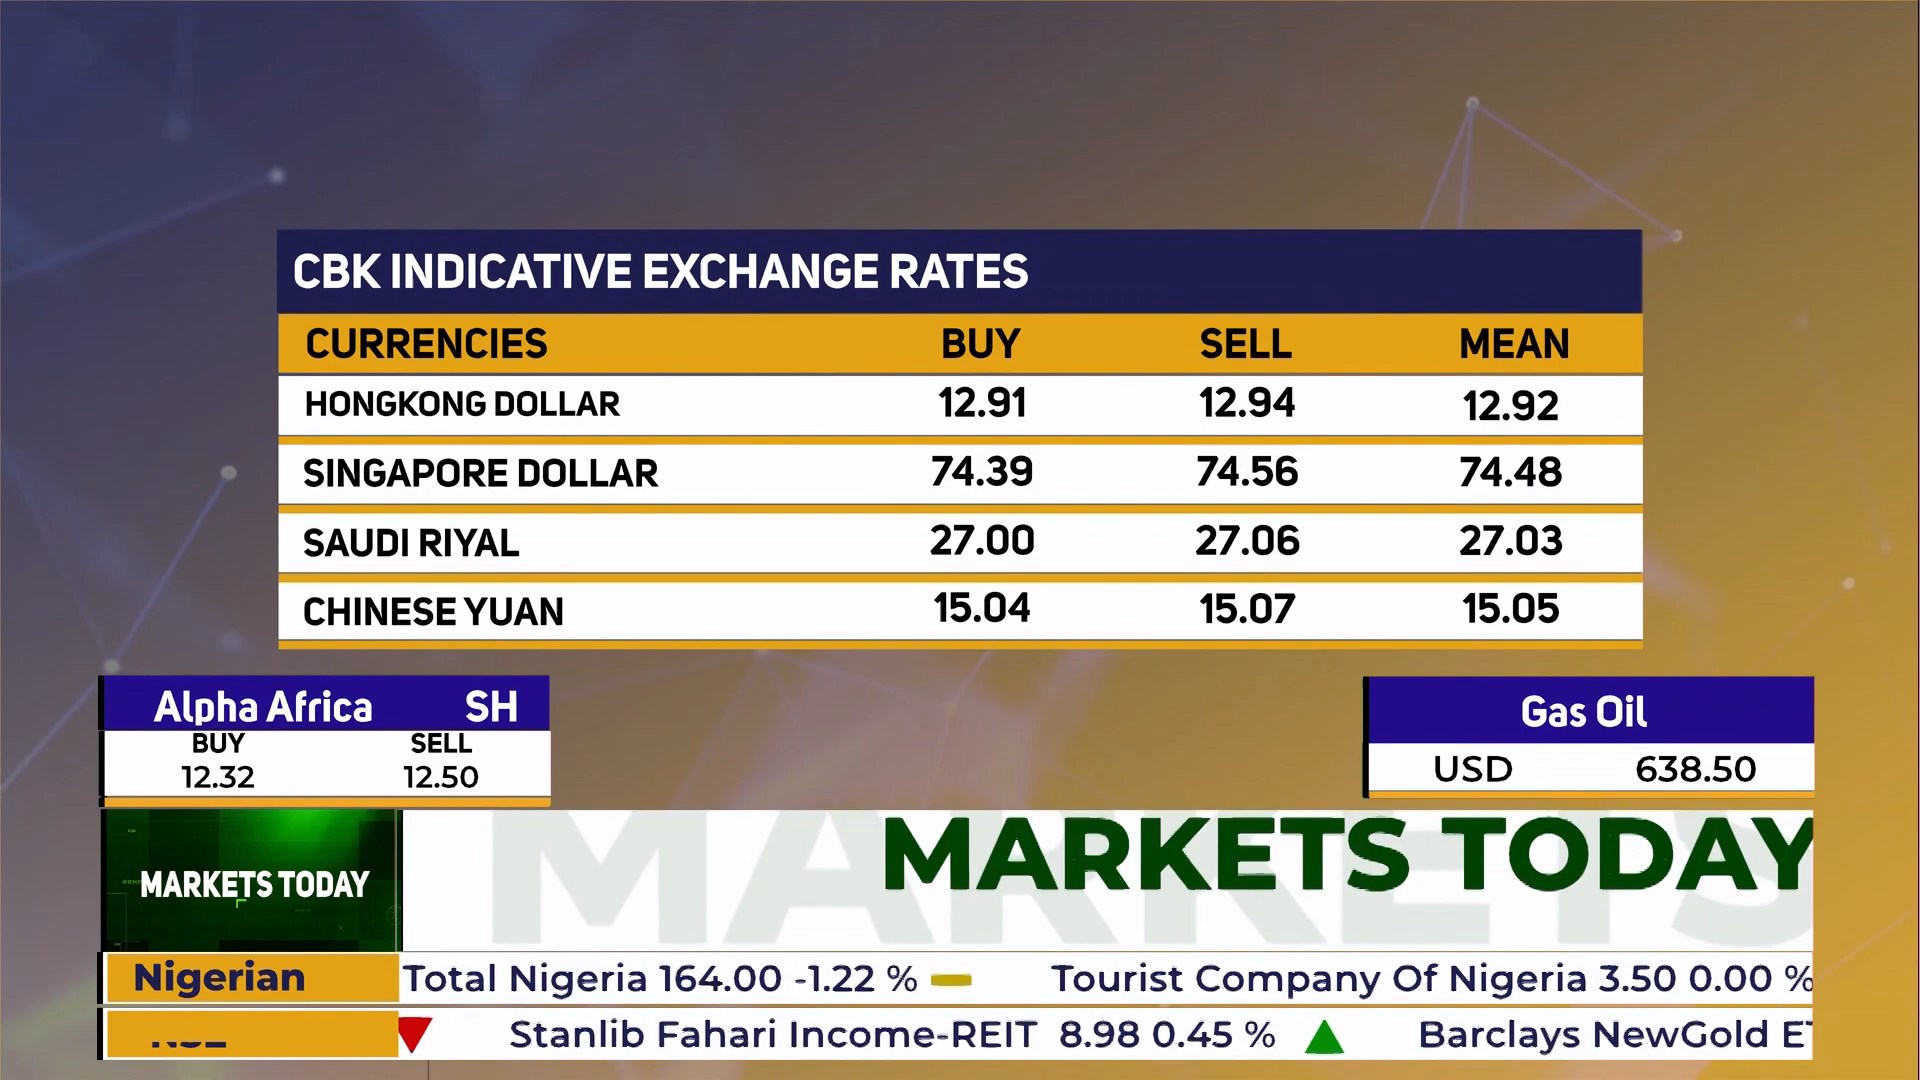 CBK INDICATIVE EXCHANGE RATES
CURRENCIES BUY SELL MEAN
HONGKONG DOLLAR 12.91 12.94 12.92
SINGAPORE DOLLAR 74.39 74.56 74.48
SAUDI RIYAL 27.00 27.06 27.03
CHINESE YUAN 15.04 15.07 15.05
Alpha Africa SH
BUY SELL
12.32 12.50
Gas Oil
USD 638.50
MARKETS TODAY
MARKETS TODAY
MARKETS
Nigerian Total Nigeria 164.00 -1.22 % Tourist Company Of Nigeria 3.50 0.00 %
Stanlib Fahari Income-REIT 8.98 0.45 % Barclays NewGold